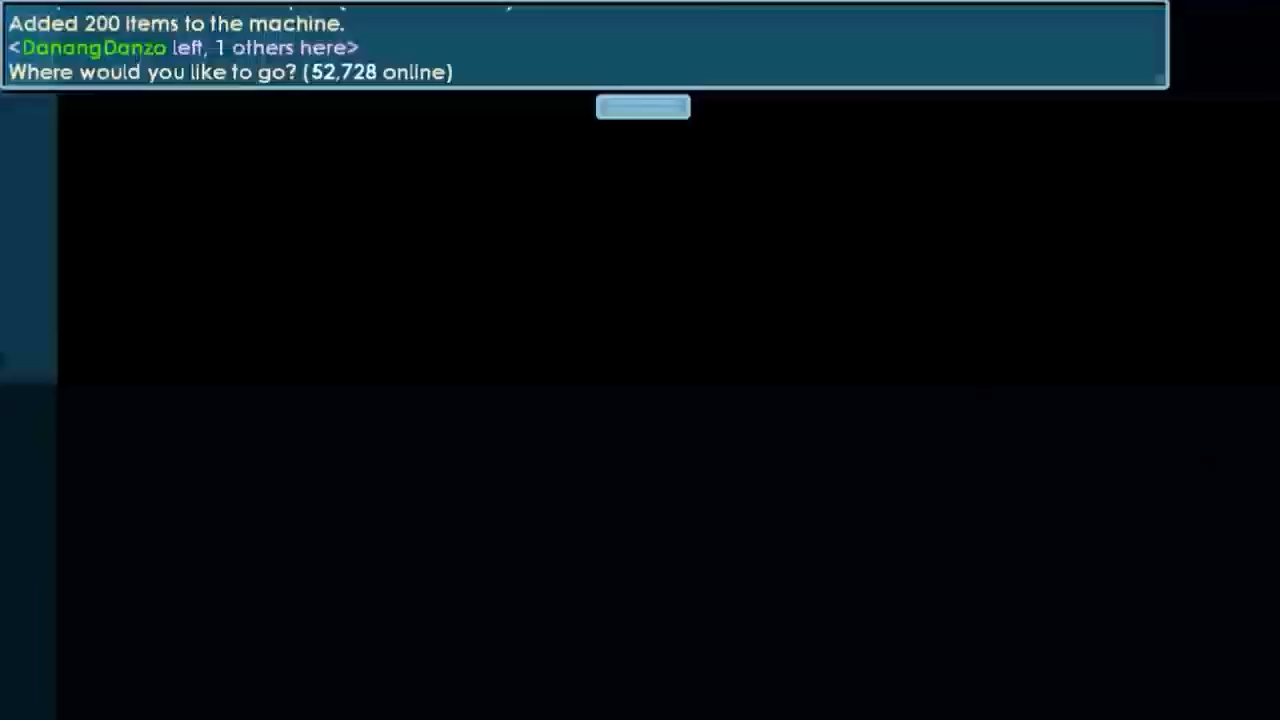 Added 200 items to the machine.
<DanangDanzo left, 1 others here>
Where would you like to go? (52,728 online)